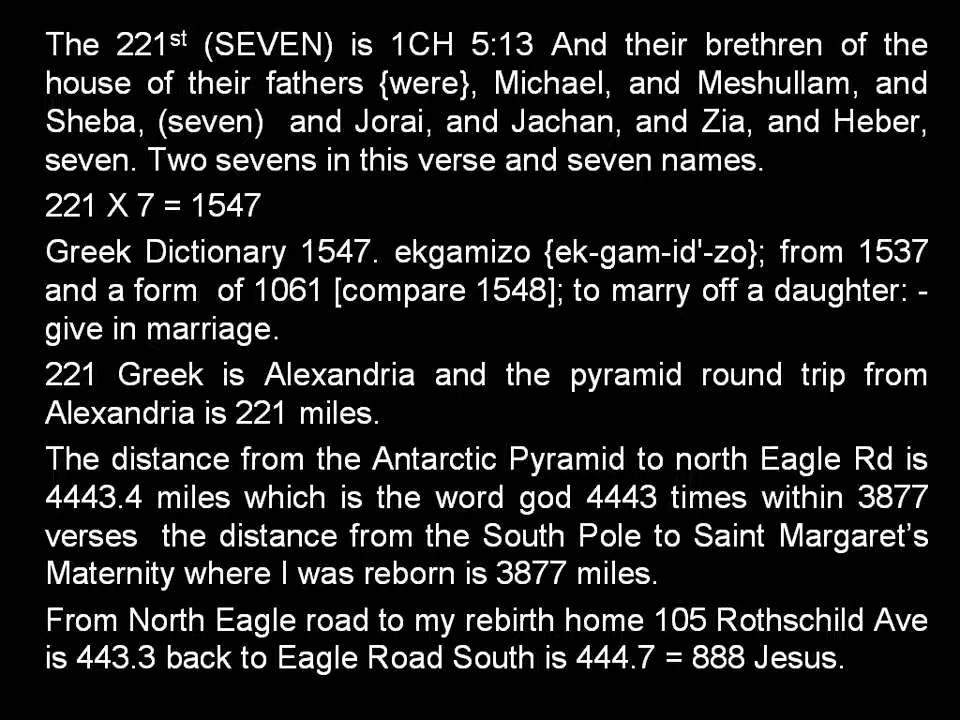 The 221st (SEVEN) is 1CH 5:13 And their brethren of the
house of their fathers {were}, Michael, and Meshullam, and
Sheba, (seven)  and Jorai, and Jachan, and Zia, and Heber,
seven. Two sevens in this verse and seven names.
221 X 7 = 1547
Greek Dictionary 1547. ekgamizo {ek-gam-id'-zo}; from 1537
and a form  of 1061 [compare 1548]; to marry off a daughter: -
give in marriage.
221 Greek is Alexandria and the pyramid round trip from
Alexandria is 221 miles.
The distance from the Antarctic Pyramid to north Eagle Rd is
4443.4 miles which is the word god 4443 times within 3877
verses  the distance from the South Pole to Saint Margaret’s
Maternity where I was reborn is 3877 miles.
From North Eagle road to my rebirth home 105 Rothschild Ave
is 443.3 back to Eagle Road South is 444.7 = 888 Jesus.